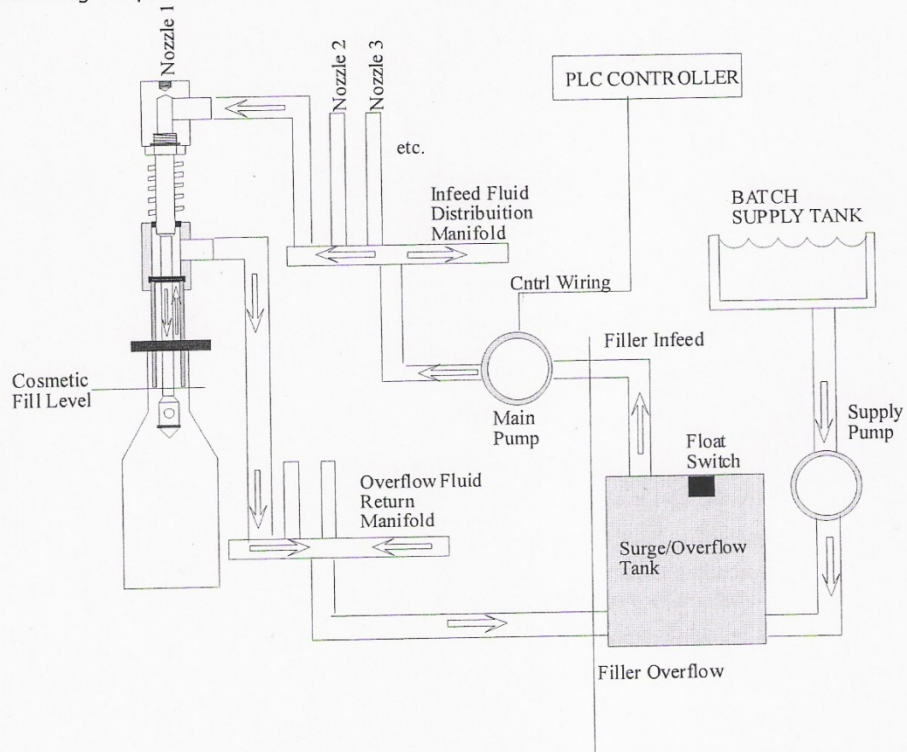 Nozzle 1
Nozzle 2
Nozzle 3
etc.
PLC CONTROLLER
Infeed Fluid
Distribuition
Manifold
BATCH
SUPPLY TANK
Cntrl Wiring
Filler Infeed
Cosmetic
Fill Level
Main
Pump
Float
Switch
Supply
Pump
Overflow Fluid
Return
Manifold
Surge/Overflow
Tank
Filler Overflow